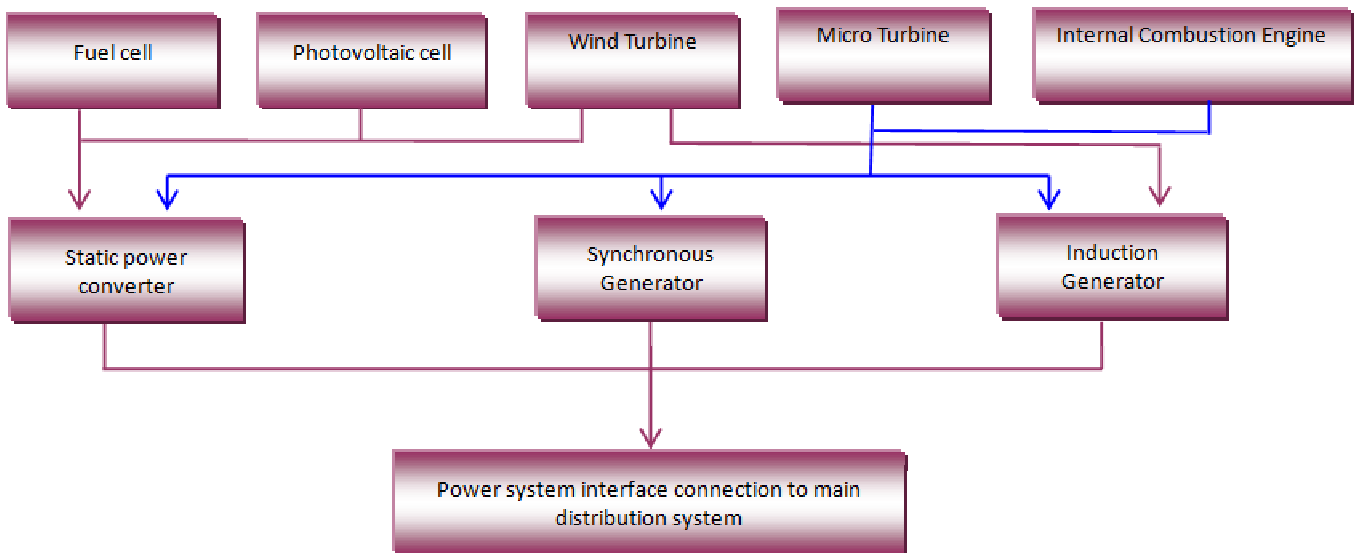 Fuel cell
Photovoltaic cell
Wind Turbine
Micro Turbine
Internal Combustion Engine
Static power
converter
Synchronous
Generator
Induction
Generator
Power system interface connection to main
distribution system